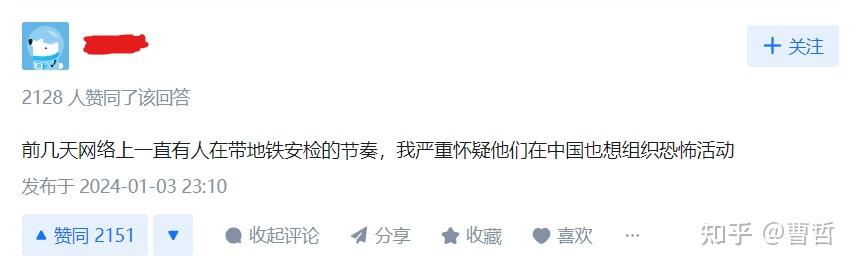 + 关注
2128 人赞同了该回答
前几天网络上一直有人在带地铁安检的节奏，我严重怀疑他们在中国也想组织恐怖活动
发布于 2024-01-03 23:10
赞同 2151 收起评论 分享 收藏 喜欢 ···
知乎 @曹哲